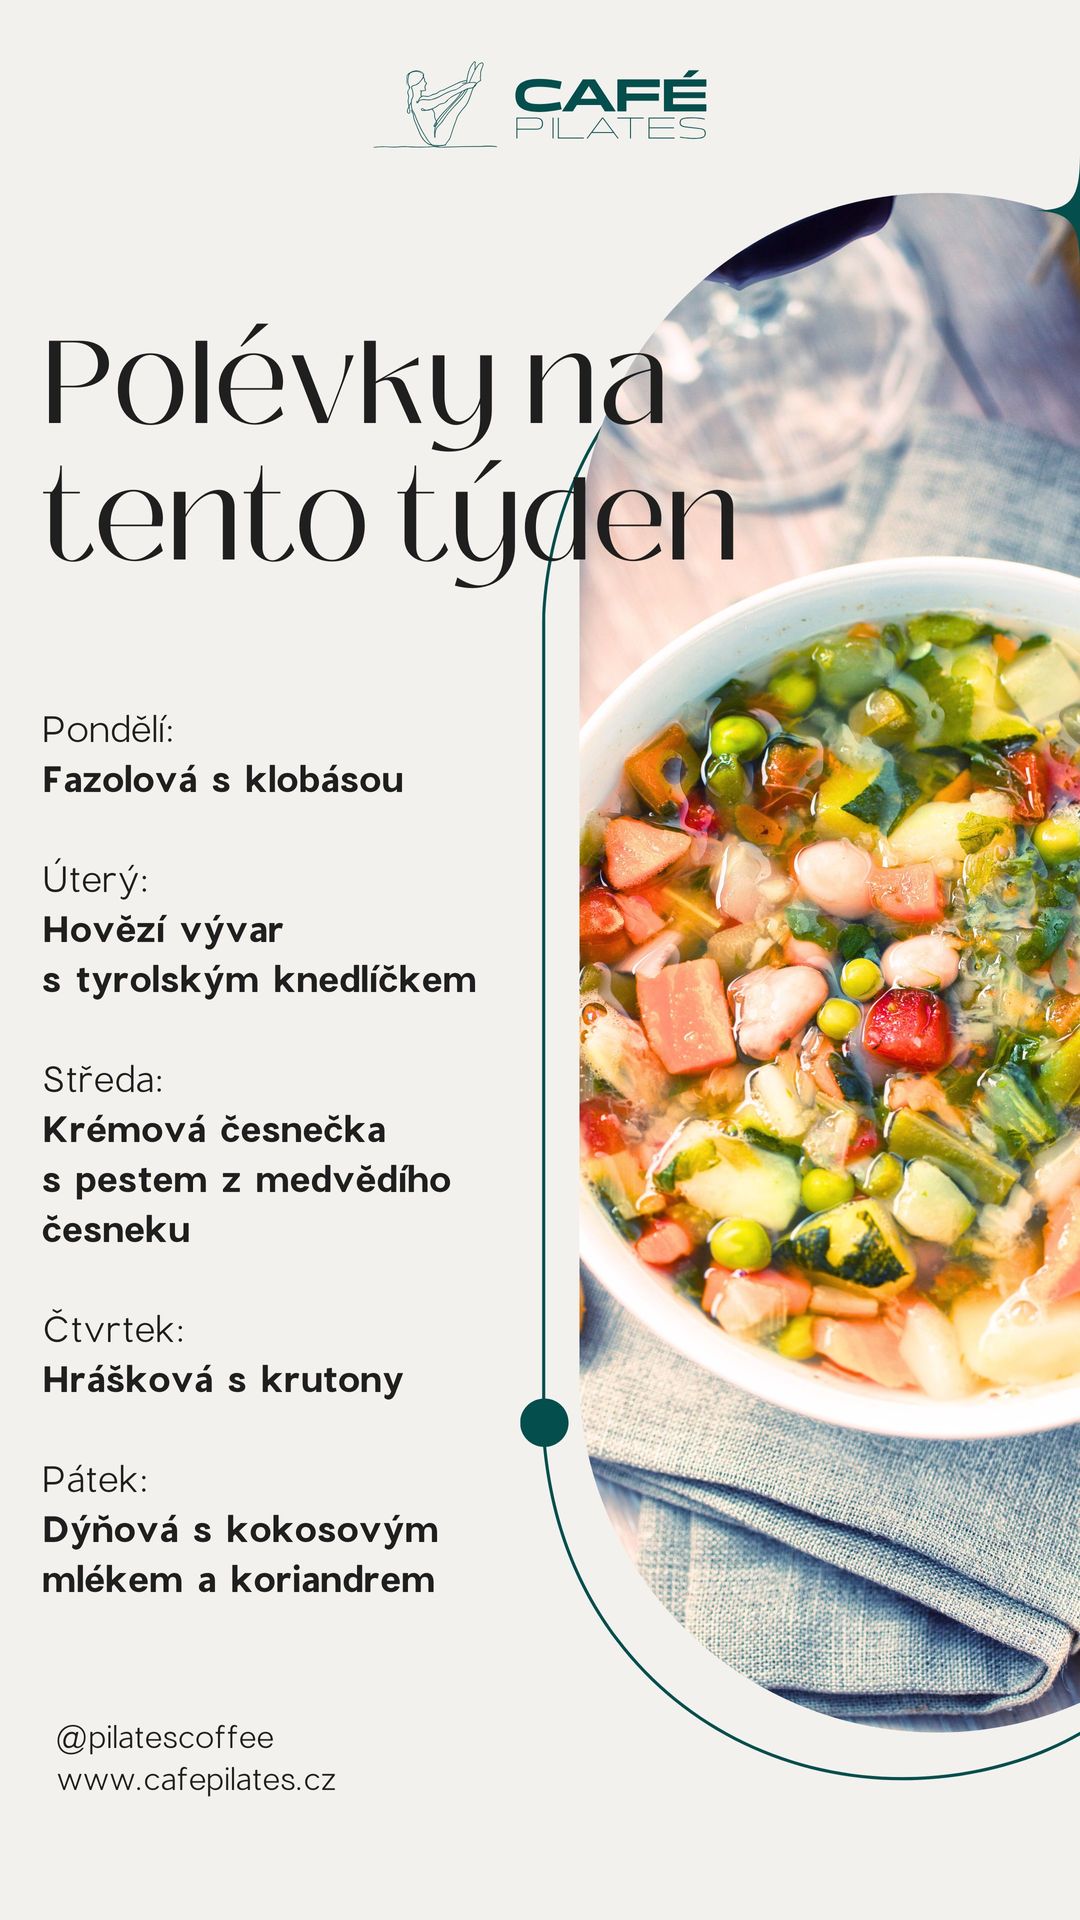 CAFÉ
PILATES
Polévky na
tento týden
Pondělí:
Fazolová s klobásou
Úterý:
Hovězí vývar
s tyrolským knedlíčkem
Středa:
Krémová česnečka
s pestem z medvědího
česneku
Čtvrtek:
Hrášková s krutony
Pátek:
Dýňová s kokosovým
mlékem a koriandrem
@pilatescoffee
www.cafepilates.cz